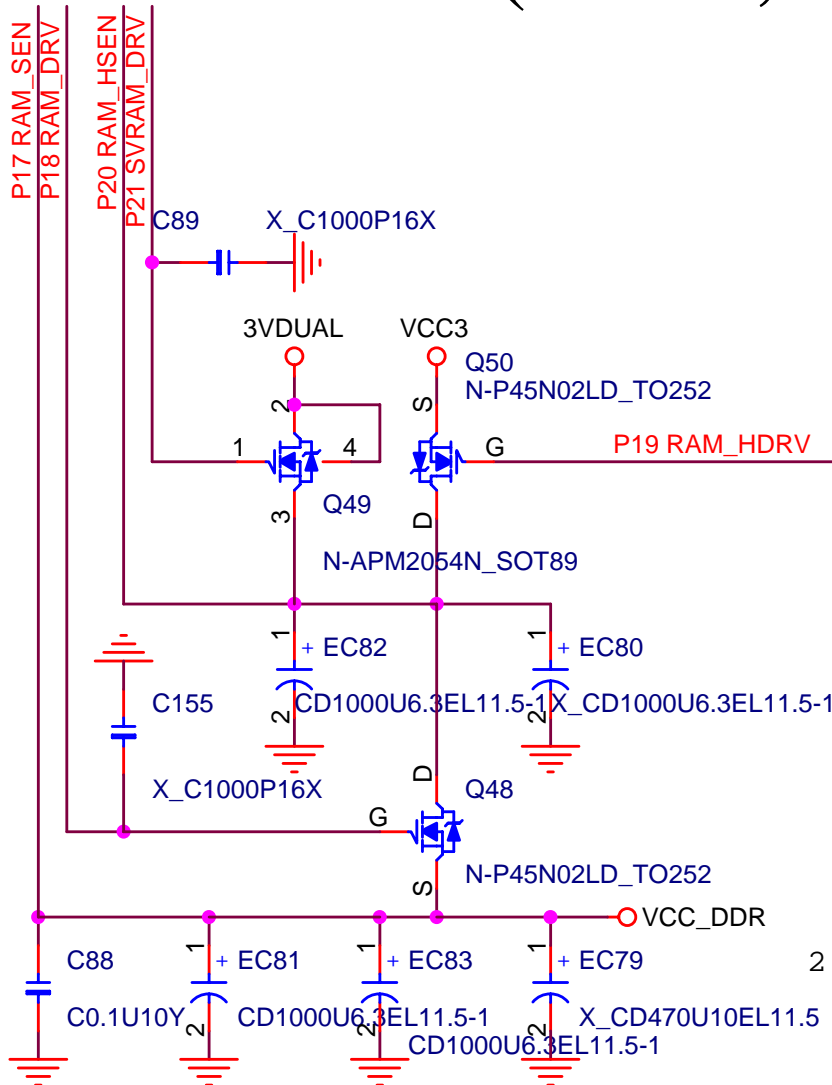 ( )
P17 RAM_SEN
P18 RAM_DRV
P20 RAM_HSEN
P21 SVRAM_DRV
C89 X_C1000P16X
3VDUAL VCC3
Q50
N-P45N02LD_TO252
2 S
1 4 G P19 RAM_HDRV
Q49
3 D
N-APM2054N_SOT89
1 + EC82 1 + EC80
C155 2 CD1000U6.3EL11.5-1 2 X_CD1000U6.3EL11.5-1
D Q48
X_C1000P16X
G
N-P45N02LD_TO252
S
VCC_DDR
C88 1 + EC81 1 + EC83 1 + EC79 2
C0.1U10Y 2 CD1000U6.3EL11.5-1 2 X_CD470U10EL11.5
2 CD1000U6.3EL11.5-1